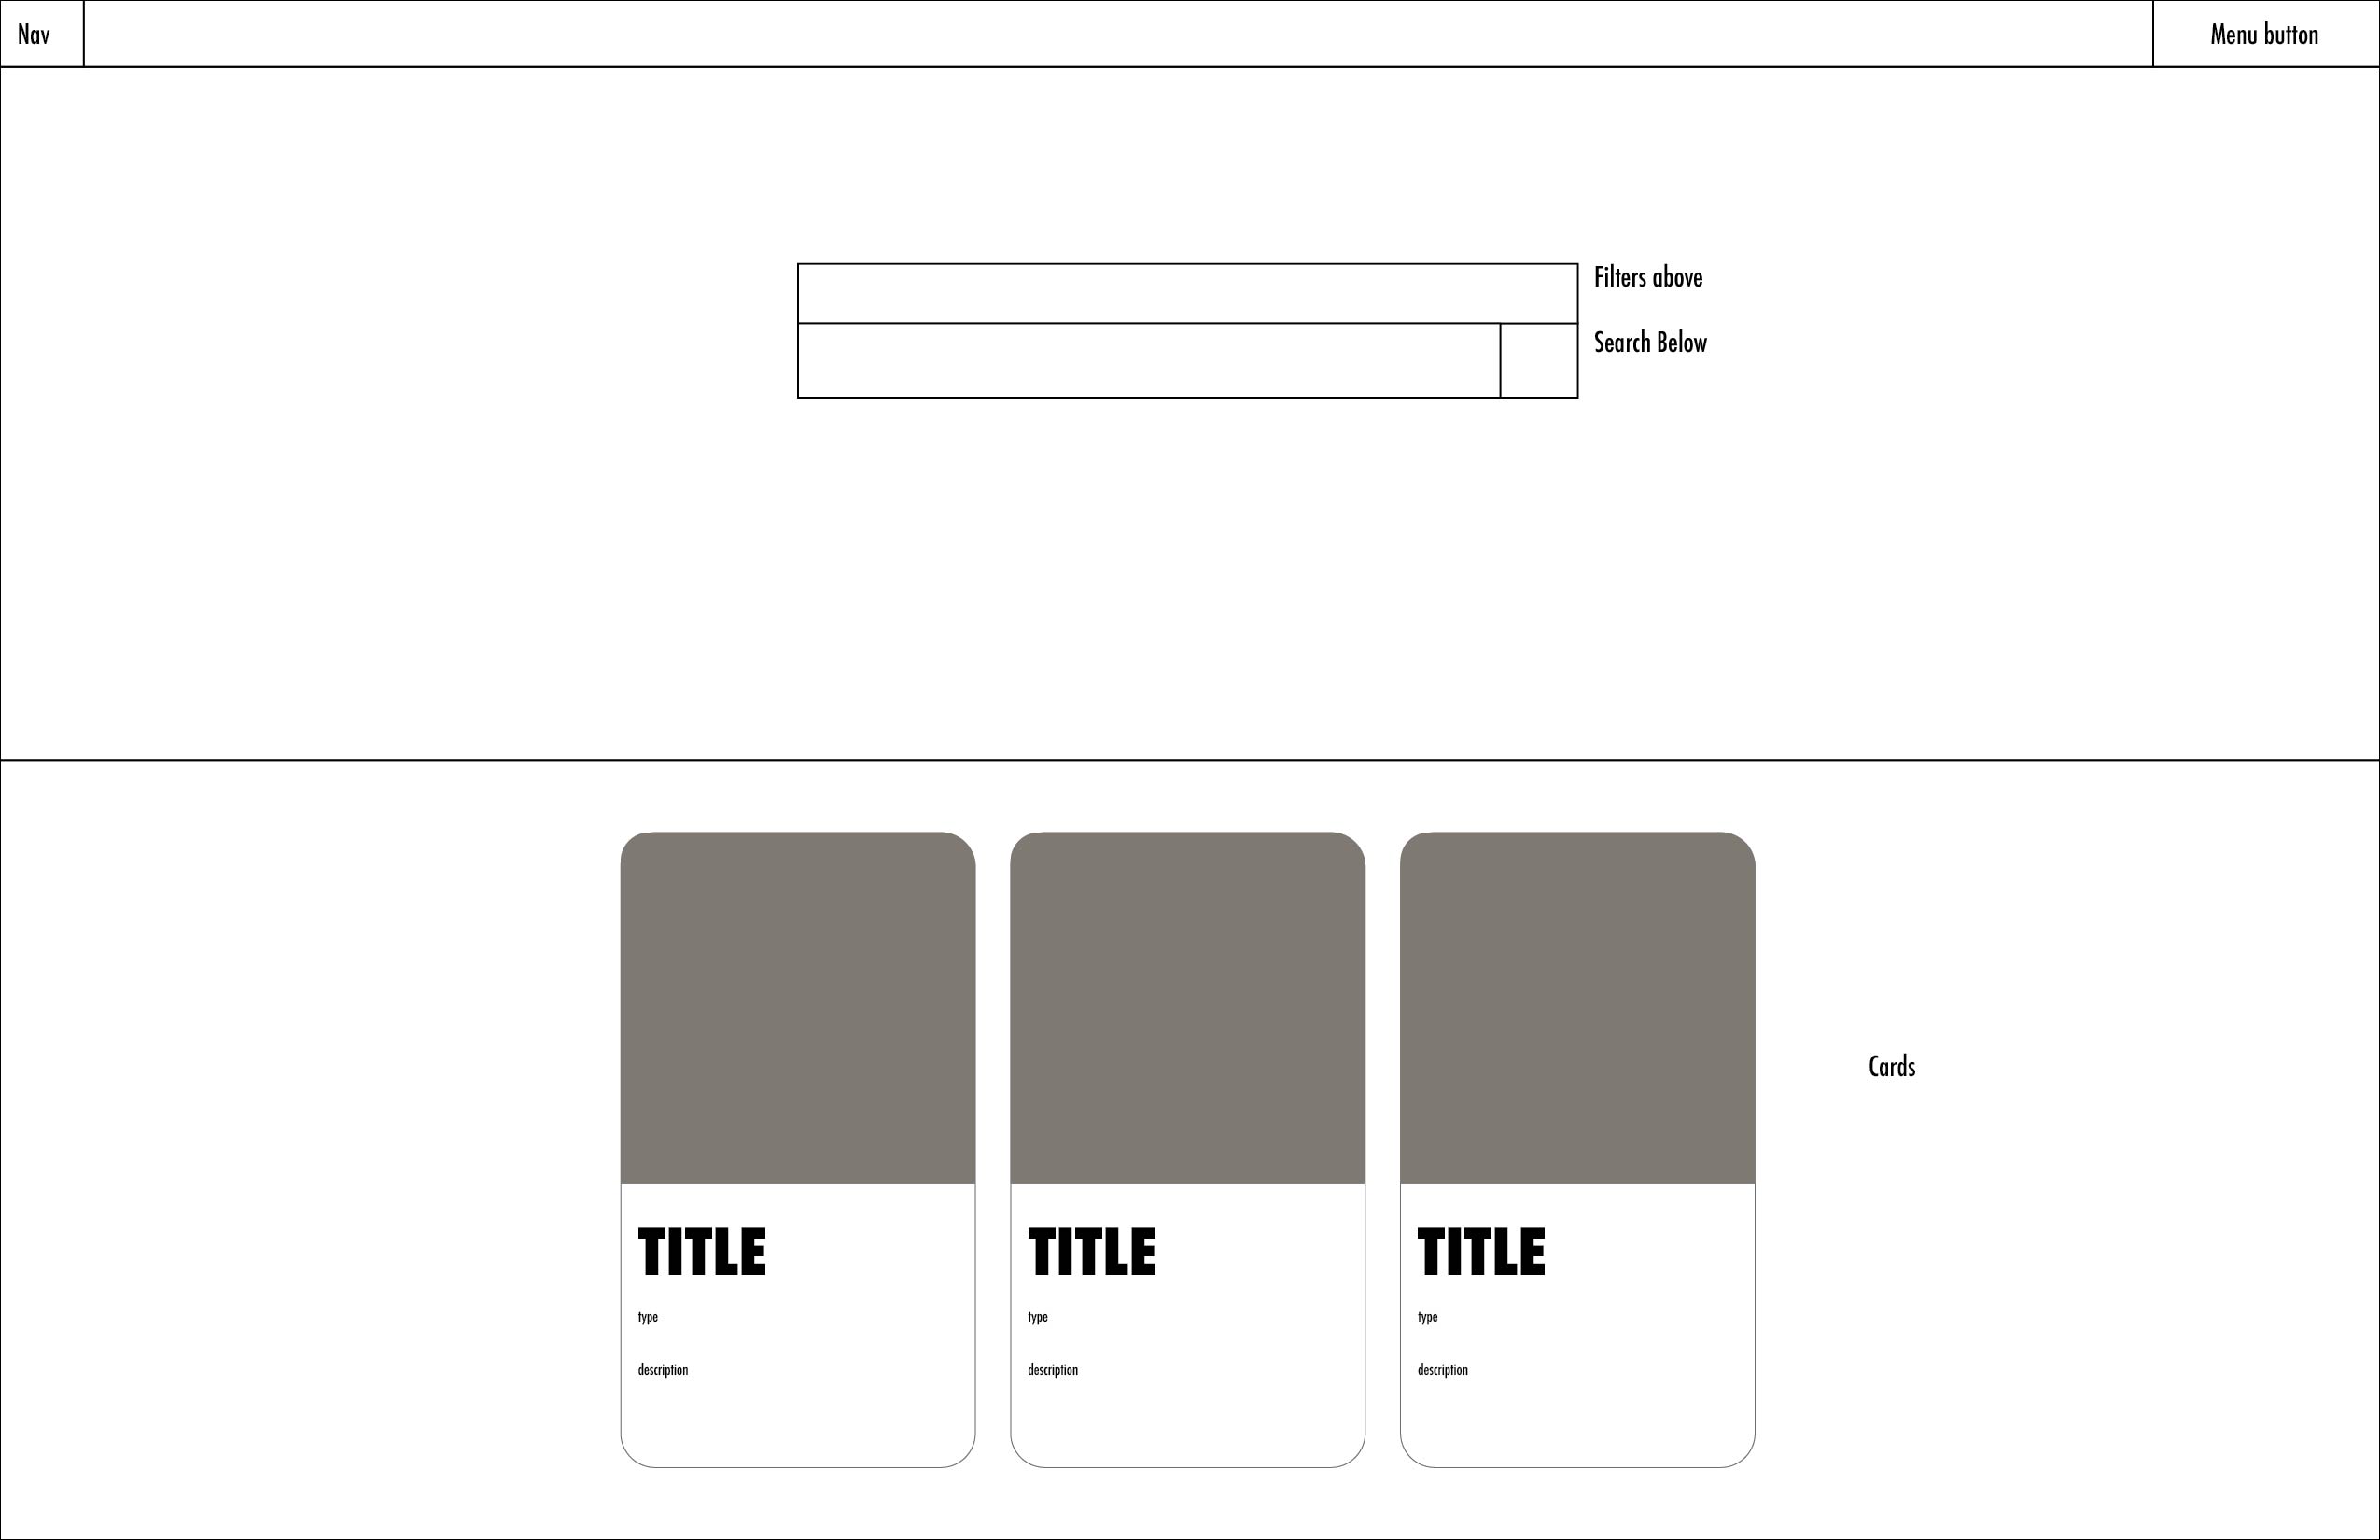 Nav
Menu button
Filters above
Search Below
Cards
TITLE
type
description
TITLE
type
description
TITLE
type
description